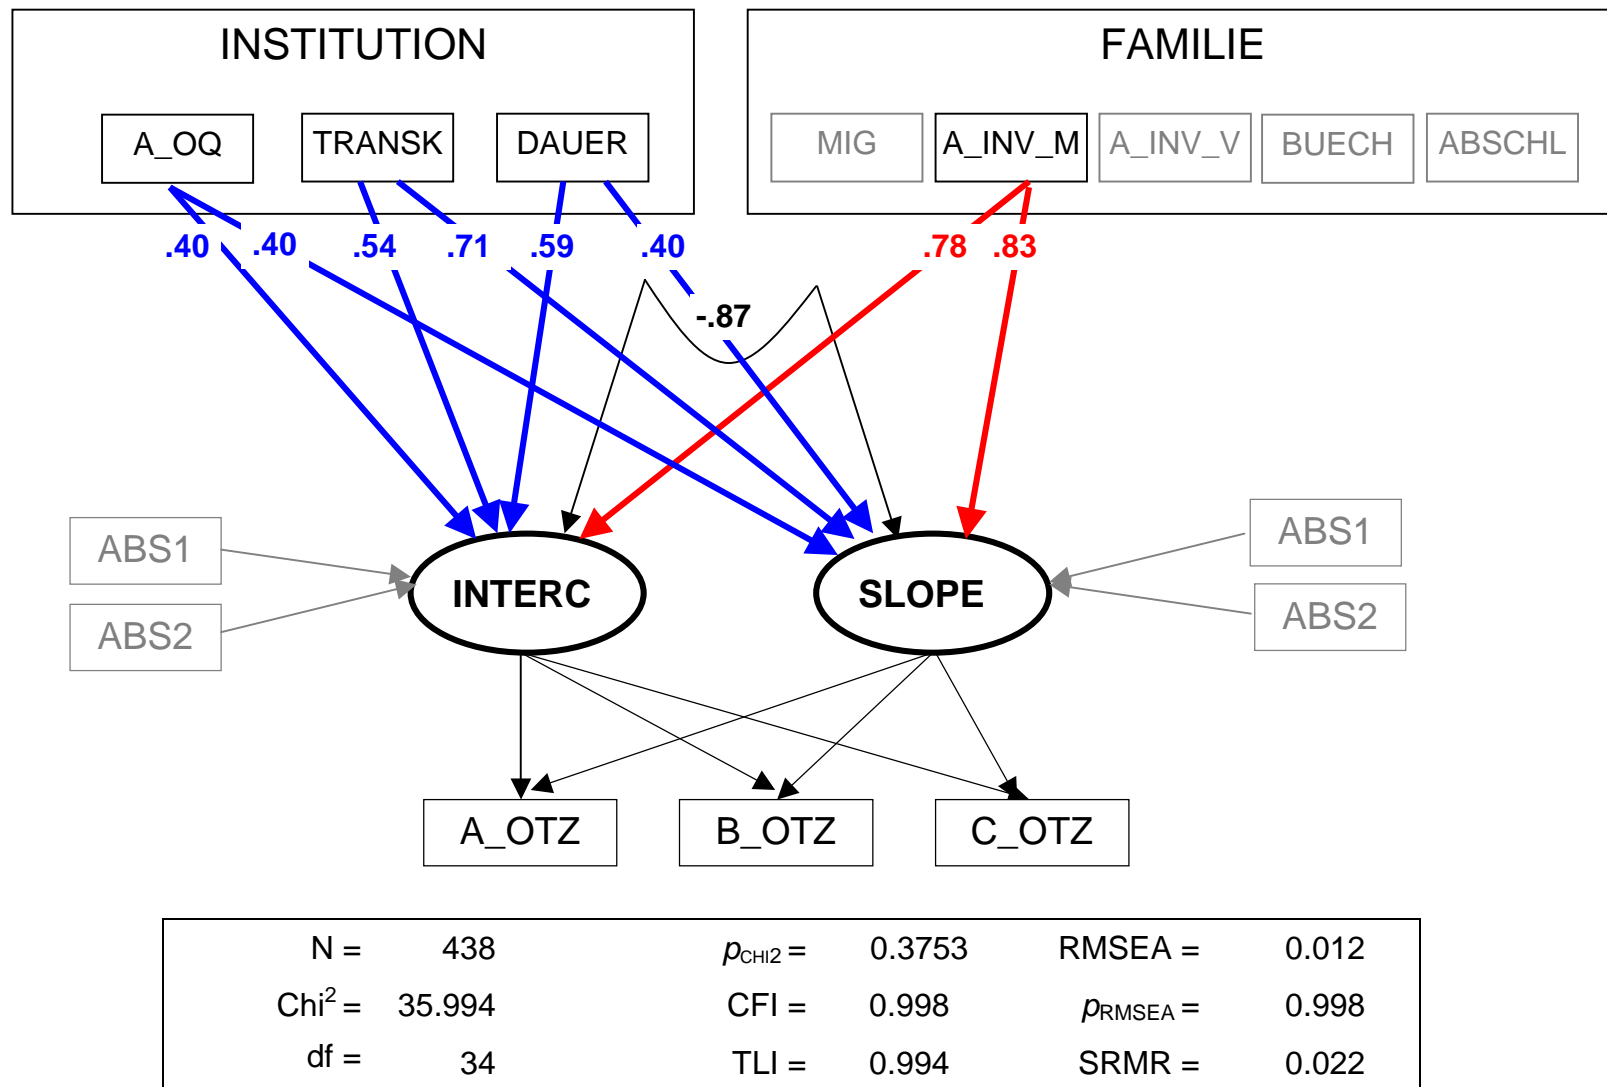 INSTITUTION FAMILIE
A_OQ TRANSK DAUER MIG A_INV_M A_INV_V BUECH ABSCHL
.40 .40 .54 .71 .59 .40 .78 .83
-.87
ABS1 ABS1
INTERC SLOPE
ABS2 ABS2
A_OTZ B_OTZ C_OTZ
N = 438 pCHI2 = 0.3753 RMSEA = 0.012
Chi² = 35.994 CFI = 0.998 pRMSEA = 0.998
df = 34 TLI = 0.994 SRMR = 0.022